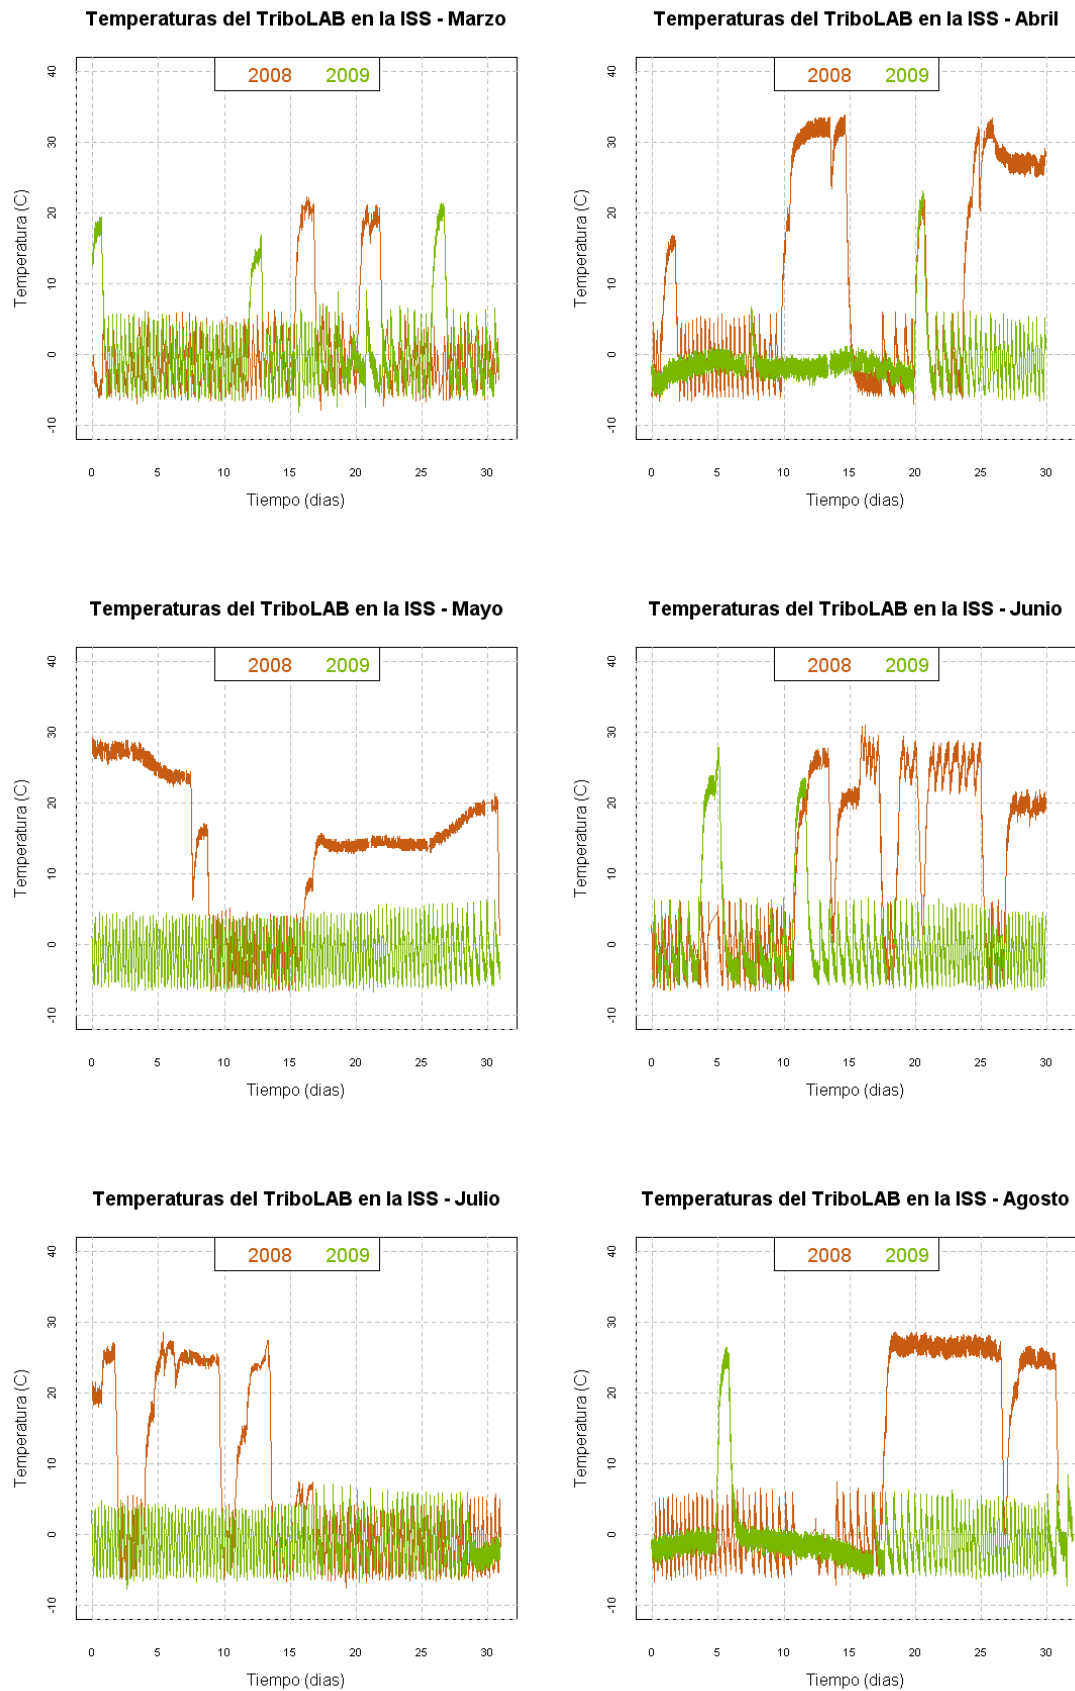 Temperaturas del TriboLAB en la ISS - Marzo
2008 2009
Temperatura (C)
40
30
20
10
0
-10
0 5 10 15 20 25 30
Tiempo (dias)
Temperaturas del TriboLAB en la ISS - Abril
2008 2009
Temperatura (C)
40
30
20
10
0
-10
0 5 10 15 20 25 30
Tiempo (dias)
Temperaturas del TriboLAB en la ISS - Mayo
2008 2009
Temperatura (C)
40
30
20
10
0
-10
0 5 10 15 20 25 30
Tiempo (dias)
Temperaturas del TriboLAB en la ISS - Junio
2008 2009
Temperatura (C)
40
30
20
10
0
-10
0 5 10 15 20 25 30
Tiempo (dias)
Temperaturas del TriboLAB en la ISS - Julio
2008 2009
Temperatura (C)
40
30
20
10
0
-10
0 5 10 15 20 25 30
Tiempo (dias)
Temperaturas del TriboLAB en la ISS - Agosto
2008 2009
Temperatura (C)
40
30
20
10
0
-10
0 5 10 15 20 25 30
Tiempo (dias)